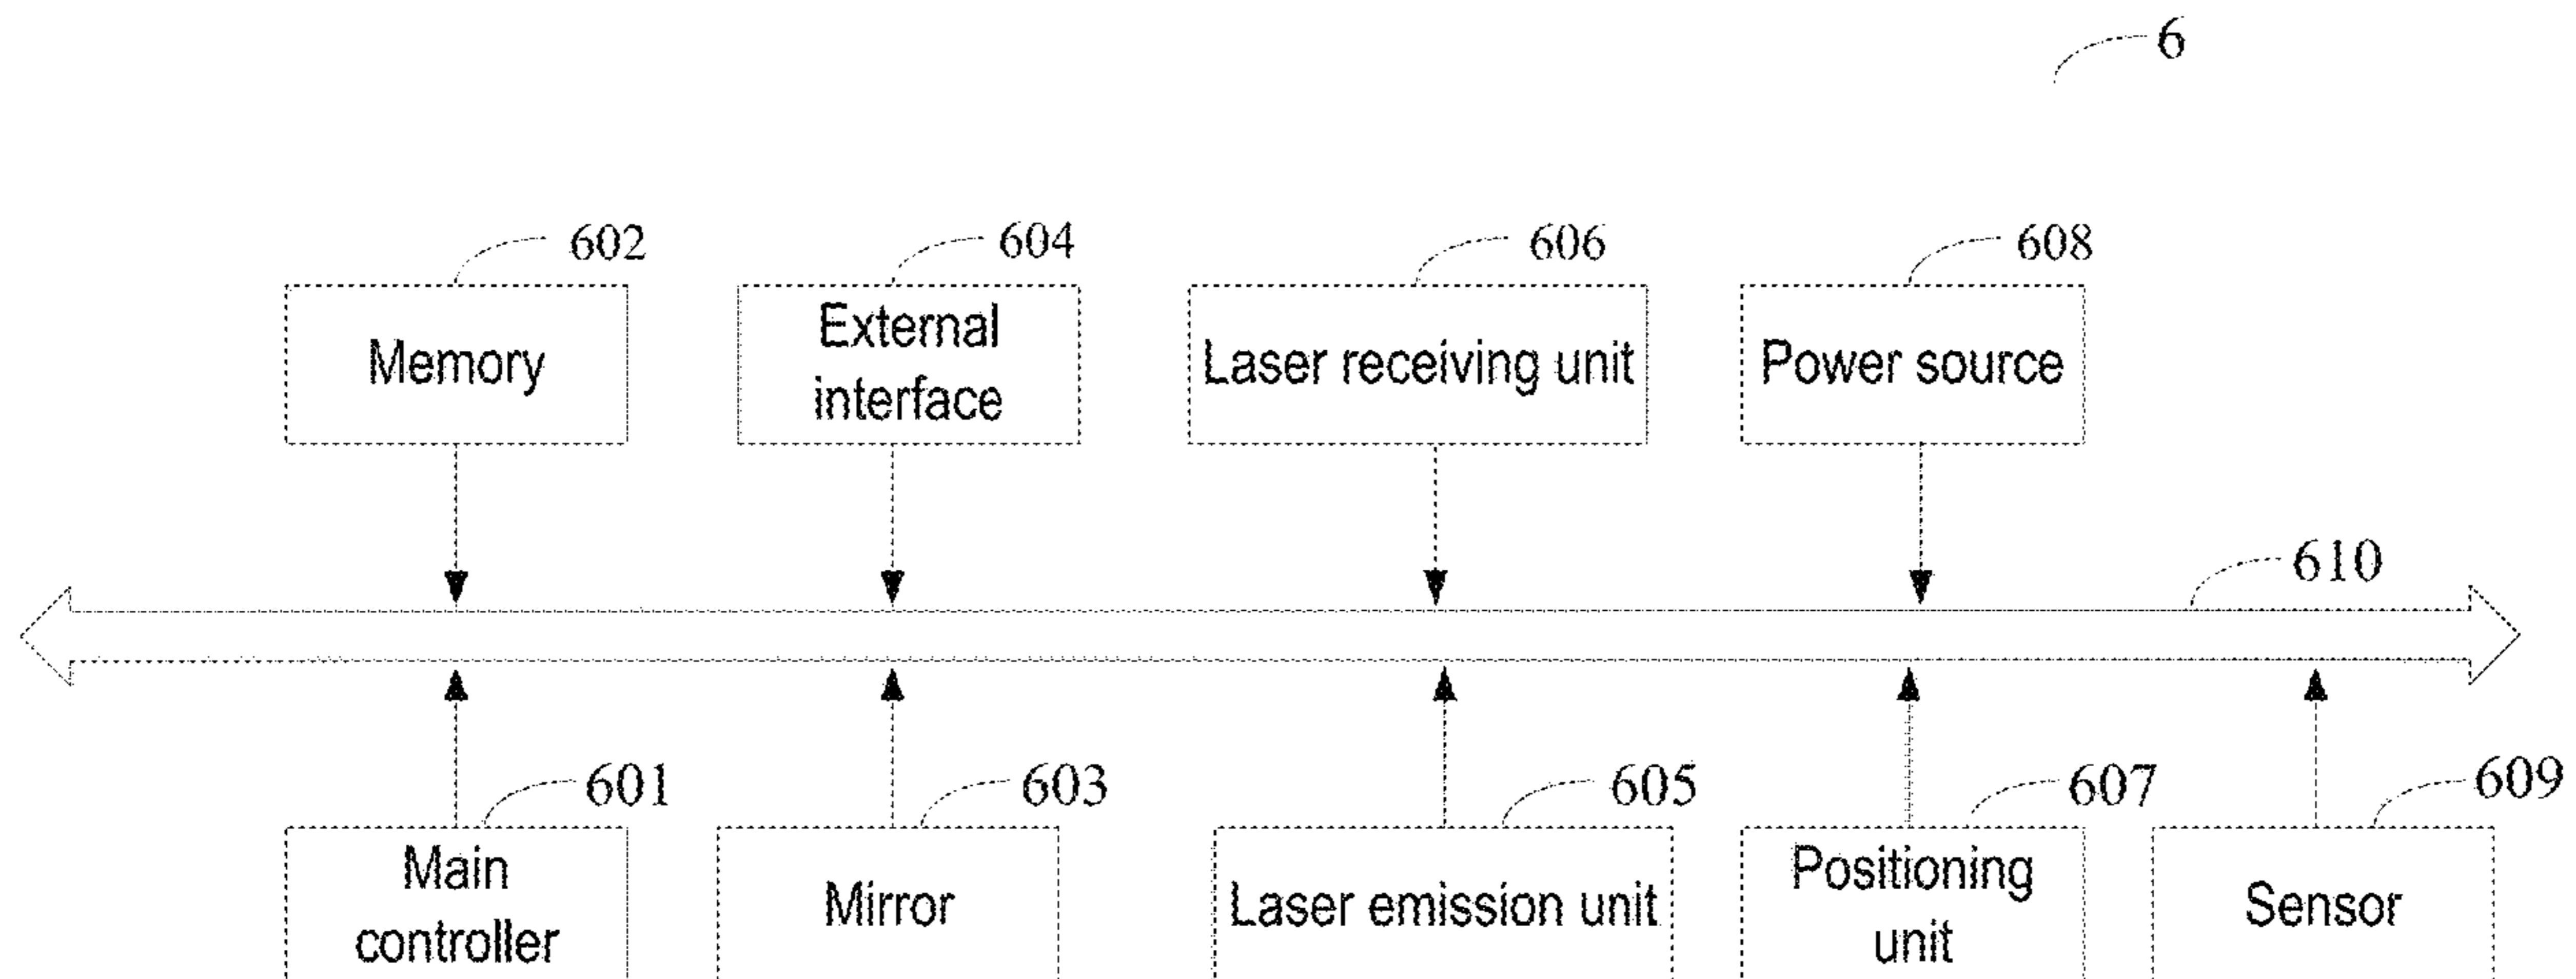 6
602
604
606
608
Memory
External
interface
Laser receiving unit
Power source
610
601
603
605
607
609
Main
controller
Mirror
Laser emission unit
Positioning
unit
Sensor